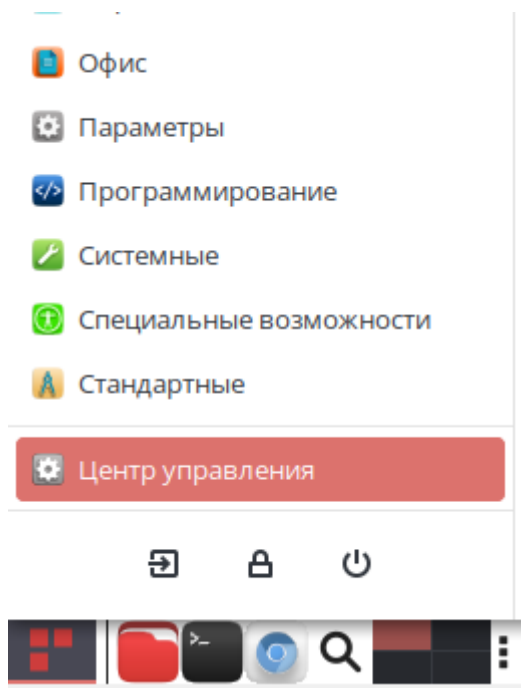 Офис
Параметры
Программирование
Системные
Специальные возможности
Стандартные
Центр управления